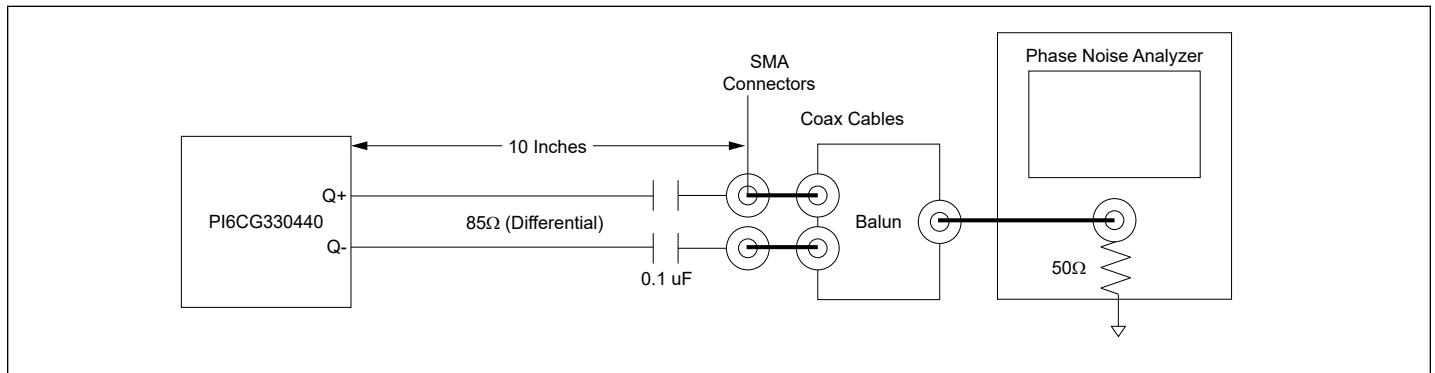 Phase Noise Analyzer
SMA
Connectors
Coax Cables
10 Inches
Q+
PI6CG330440
85Ω (Differential)
Balun
Q-
0.1 uF
50Ω